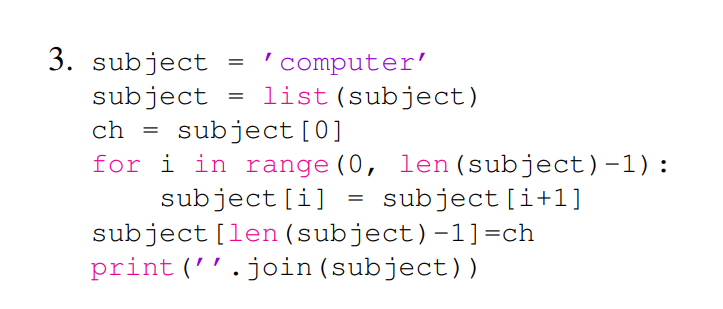 3. subject = 'computer'
subject = list(subject)
ch = subject[0]
for i in range(0, len(subject)-1):
    subject[i] = subject[i+1]
subject[len(subject)-1]=ch
print(''.join(subject))